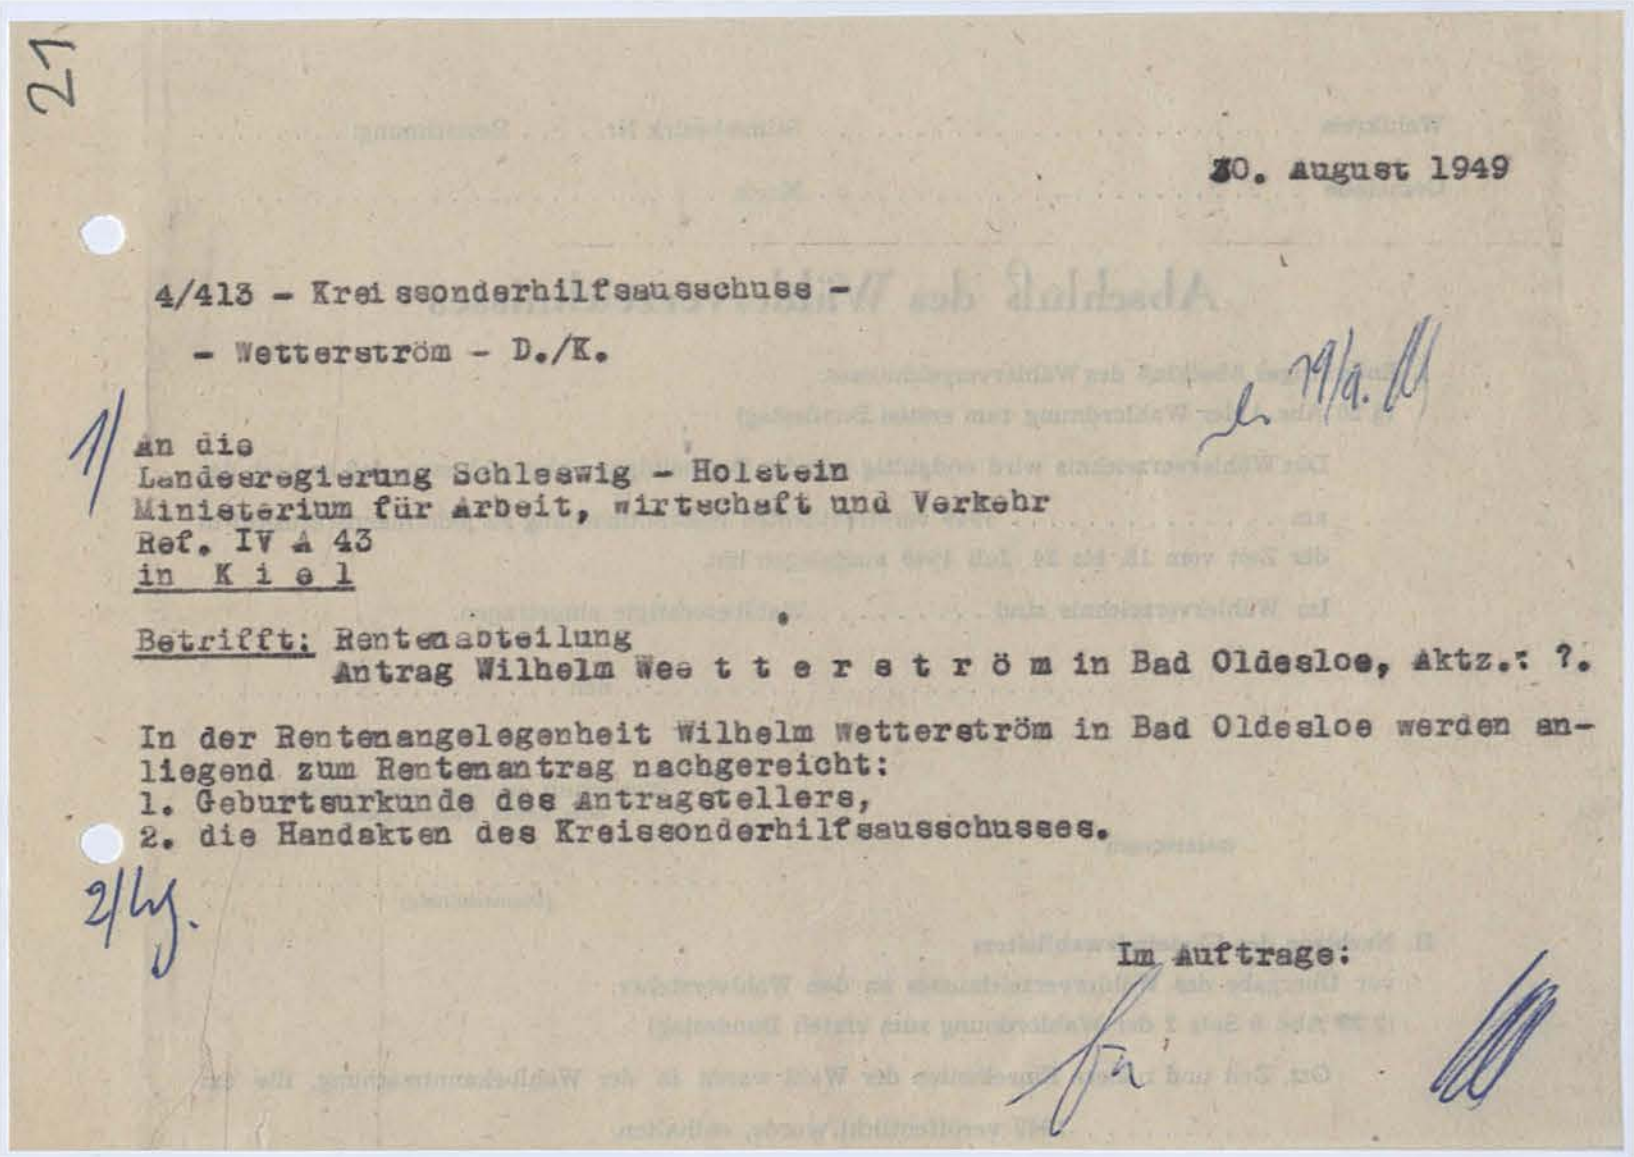 21
30. August 1949
4/413 - Kreissonderhilfsausschuss -
- Wetterström - D./K.
1/
An die
Landesregierung Schleswig - Holstein
Ministerium für Arbeit, Wirtschaft und Verkehr
Ref. IV A 43
in K i e l
Betrifft: Rentenabteilung
Antrag Wilhelm Wee t t e r s t r ö m in Bad Oldesloe, Aktz.: ?.
In der Rentenangelegenheit Wilhelm Wetterström in Bad Oldesloe werden an-
liegend zum Rentenantrag nachgereicht:
1. Geburtsurkunde des Antragstellers,
2. die Handakten des Kreissonderhilfsausschusses.
2/
Im Auftrage: